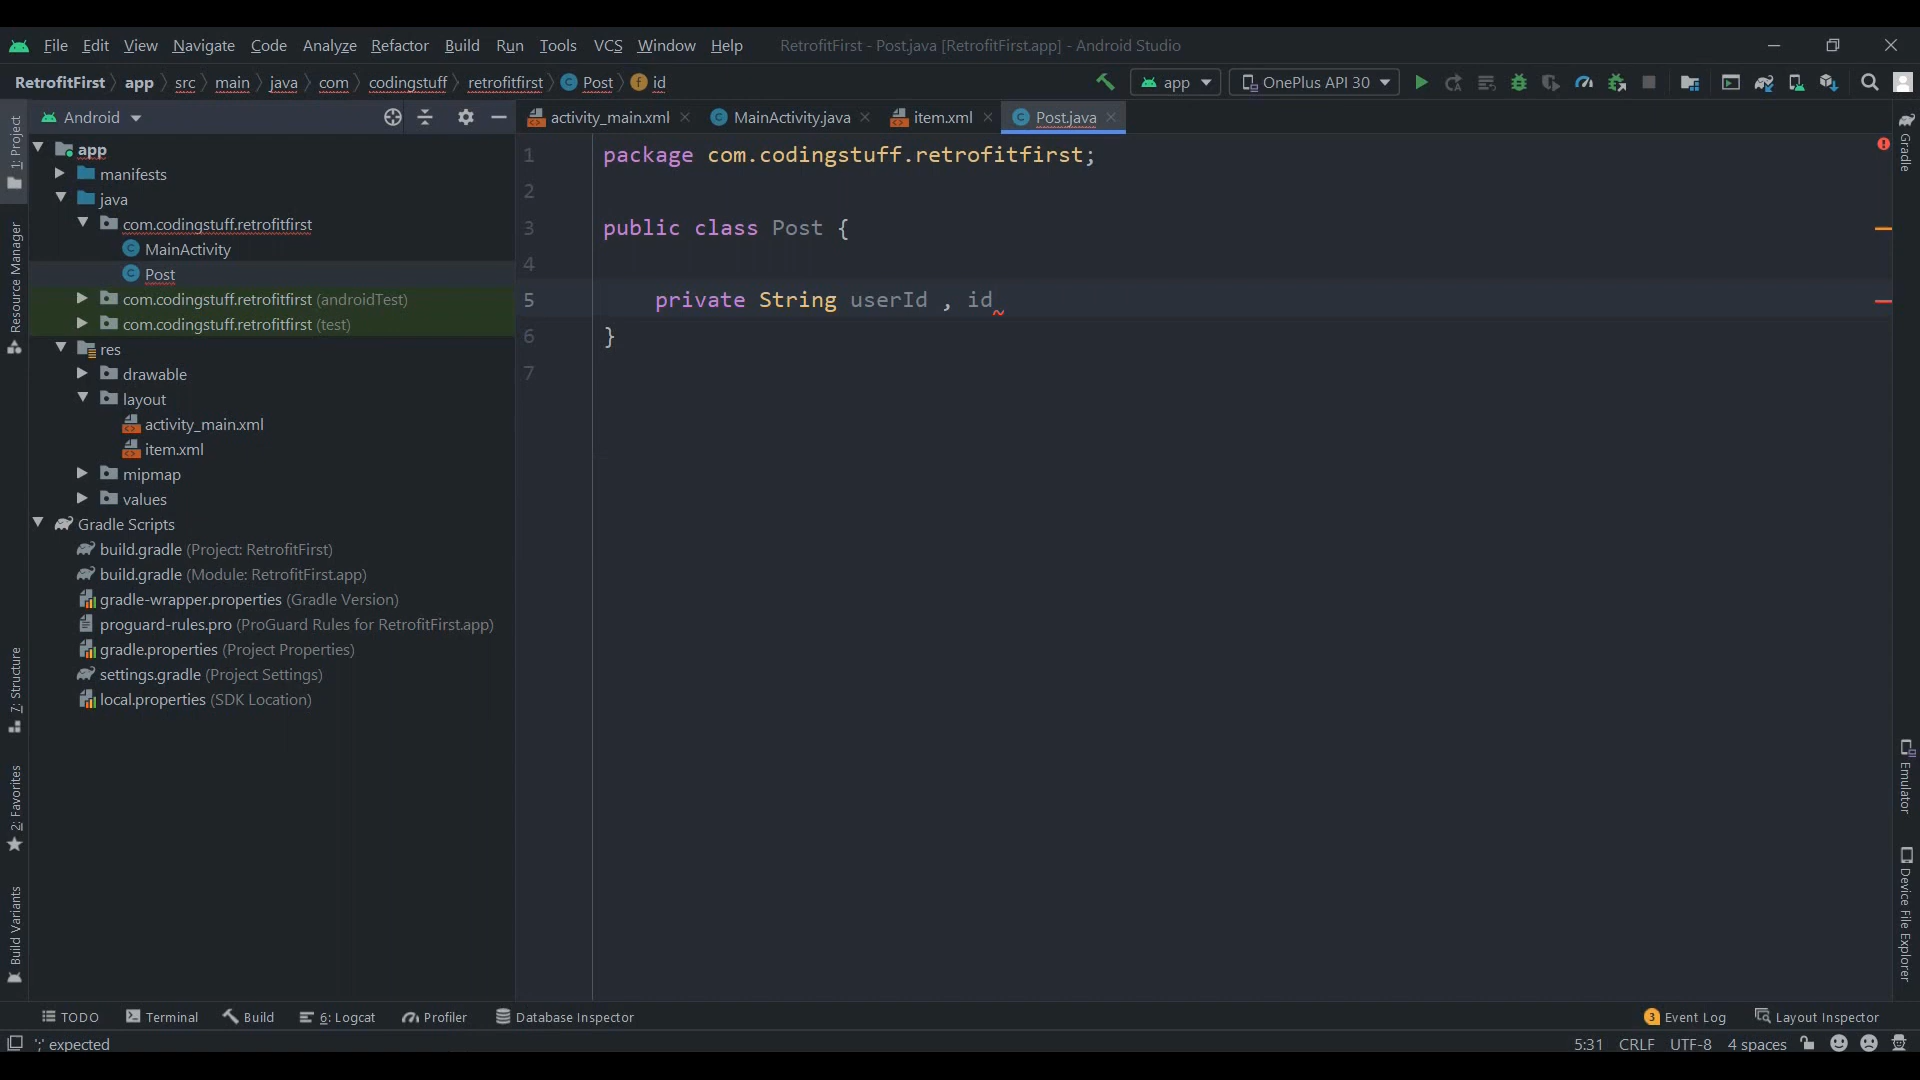 File Edit View Navigate Code Analyze Refactor Build Run Tools VCS Window Help RetrofitFirst - Post.java [RetrofitFirst.app] - Android Studio
RetrofitFirst app src main java com codingstuff retrofitfirst Post id app OnePlus API 30
Android
activity_main.xml MainActivity.java item.xml Post.java
1: Project
Resource Manager
7: Structure
2: Favorites
Build Variants
app
manifests
java
com.codingstuff.retrofitfirst
MainActivity
Post
com.codingstuff.retrofitfirst (androidTest)
com.codingstuff.retrofitfirst (test)
res
drawable
layout
activity_main.xml
item.xml
mipmap
values
Gradle Scripts
build.gradle (Project: RetrofitFirst)
build.gradle (Module: RetrofitFirst.app)
gradle-wrapper.properties (Gradle Version)
proguard-rules.pro (ProGuard Rules for RetrofitFirst.app)
gradle.properties (Project Properties)
settings.gradle (Project Settings)
local.properties (SDK Location)
1 package com.codingstuff.retrofitfirst;
2
3 public class Post {
4
5 private String userId , id
6 }
7
Gradle
Emulator
Device File Explorer
TODO Terminal Build 6: Logcat Profiler Database Inspector 3 Event Log Layout Inspector
';' expected 5:31 CRLF UTF-8 4 spaces